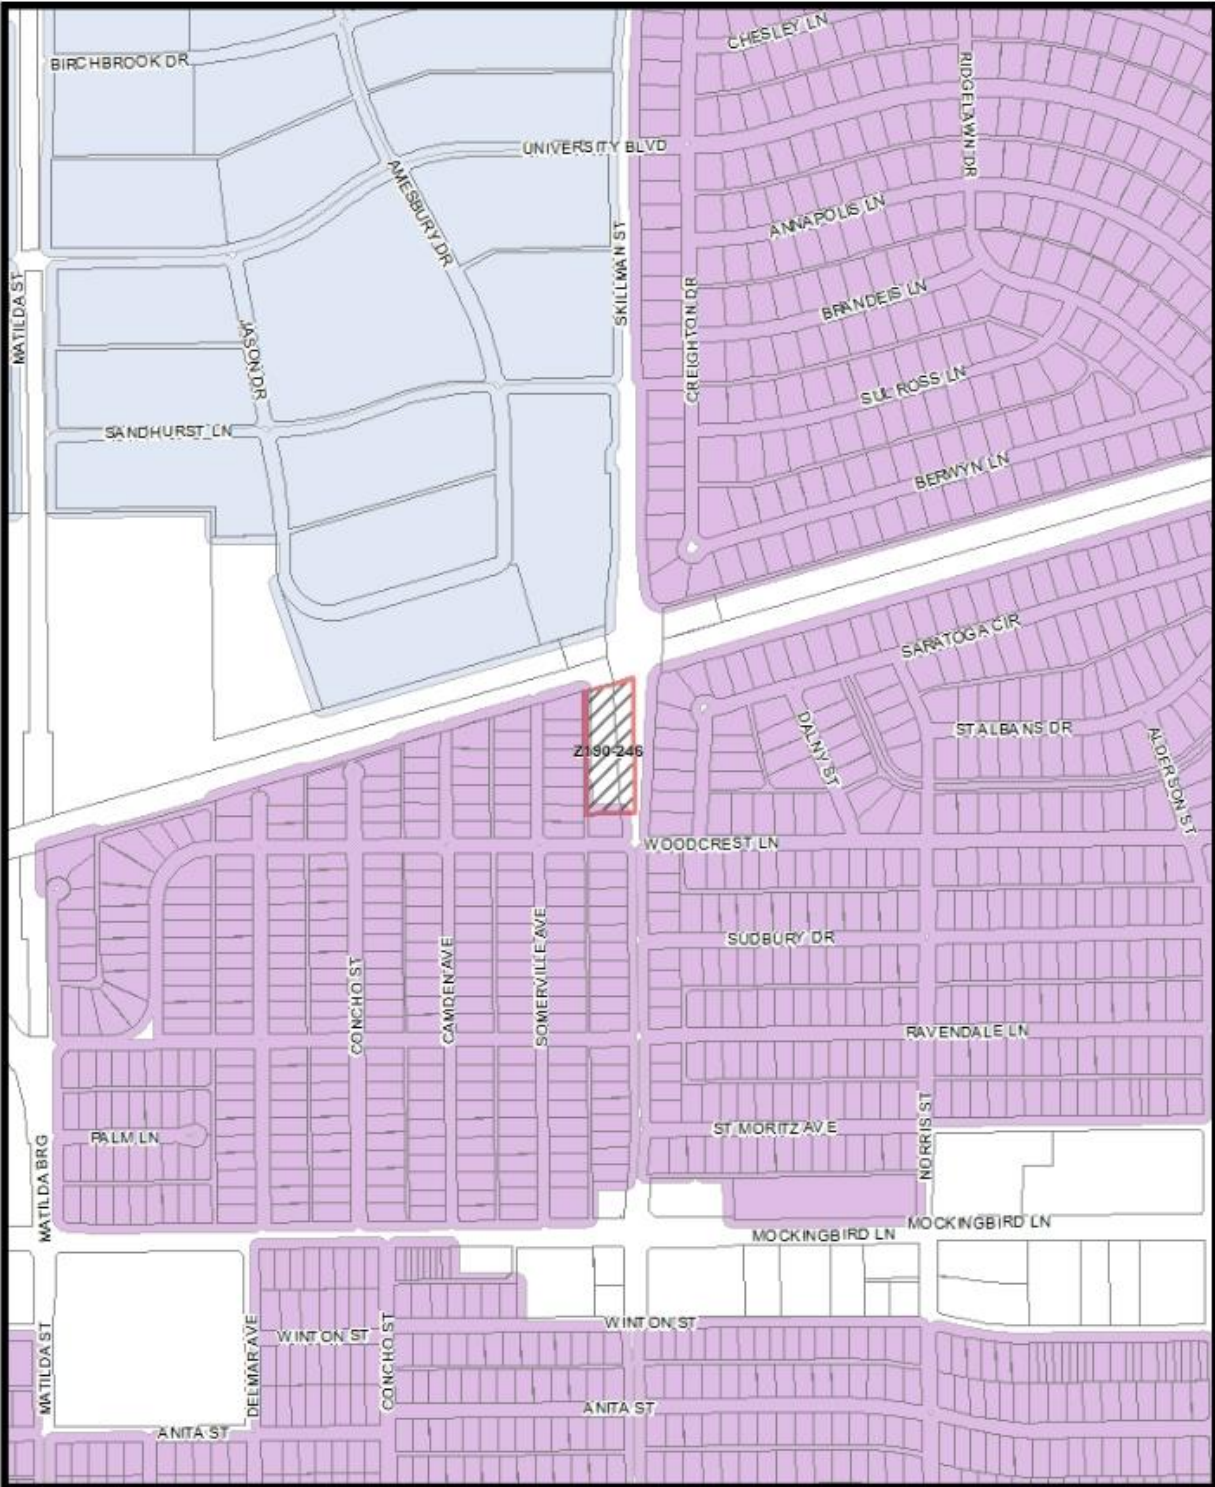 CHESLEY LN
BIRCHBROOK DR
RIDGELAWN DR
UNIVERSITY BLVD
AMESBURY DR
ANNAPOLIS LN
SKILLMAN ST
MATILDA ST
BRANDEIS LN
CREIGHTON DR
JASON DR
SUL ROSS LN
SANDHURST LN
BERWYN LN
SARATOGA CIR
ST ALBANS DR
DALNY ST
ALDERSON ST
Z190-246
WOODCREST LN
SUDBURY DR
CONCHO ST
CAMDEN AVE
SOMERVILLE AVE
RAVENDALE LN
PALM LN
ST MORITZ AVE
NORRIS ST
MATILDA BRG
MOCKINGBIRD LN
MOCKINGBIRD LN
WINTON ST
WINTON ST
MATILDA ST
DELMAR AVE
CONCHO ST
ANITA ST
ANITA ST